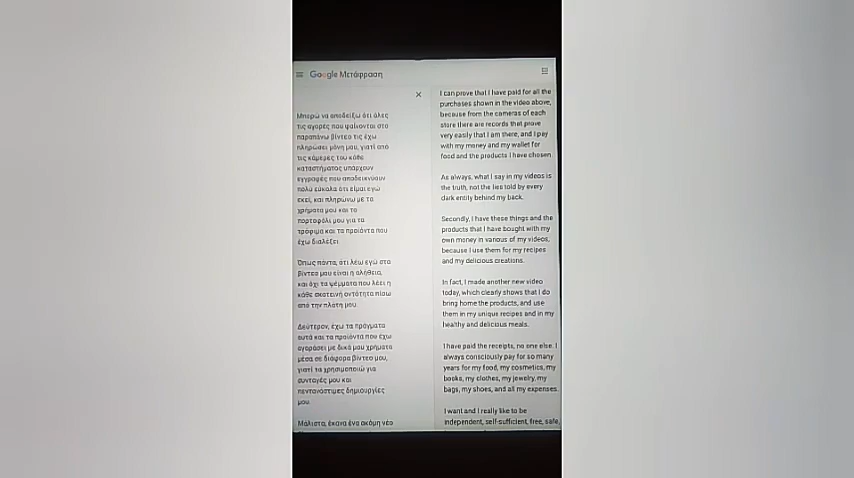 Google Μετάφραση
Μπορώ να αποδείξω ότι όλες
τις αγορές που φαίνονται στο
παραπάνω βίντεο τις έχω
πληρώσει μόνη μου, γιατί από
τις κάμερες του κάθε
καταστήματος υπάρχουν
εγγραφές που αποδεικνύουν
πολύ εύκολα ότι είμαι εγώ
εκεί, και πληρώνω με τα
χρήματα μου και το
πορτοφόλι μου για τα
τρόφιμα και τα προϊόντα που
έχω διαλέξει
Όπως πάντα, ότι λέω εγώ στα
βίντεο μου είναι η αλήθεια,
και όχι τα ψέμματα που λέει η
κάθε σκοτεινή οντότητα πίσω
από την πλάτη μου.
Δεύτερον, έχω τα πράγματα
αυτά και τα προϊόντα που έχω
αγοράσει με δικά μου χρήματα
μέσα σε διάφορα βίντεο μου,
γιατί τα χρησιμοποιώ για
συνταγές μου και
πεντανόστιμες δημιουργίες
μου.
Μάλιστα, έκανα ένα ακόμη νέο
I can prove that I have paid for all the
purchases shown in the video above,
because from the cameras of each
store there are records that prove
very easily that I am there, and I pay
with my money and my wallet for
food and the products I have chosen
As always, what I say in my videos is
the truth, not the lies told by every
dark entity behind my back.
Secondly, I have these things and the
products that I have bought with my
own money in various of my videos,
because I use them for my recipes
and my delicious creations.
In fact, I made another new video
today, which clearly shows that I do
bring home the products, and use
them in my unique recipes and in my
healthy and delicious meals.
I have paid the receipts, no one else. I
always consciously pay for so many
years for my food, my cosmetics, my
books, my clothes, my jewelry, my
bags, my shoes, and all my expenses.
I want and I really like to be
independent, self-sufficient, free, safe,